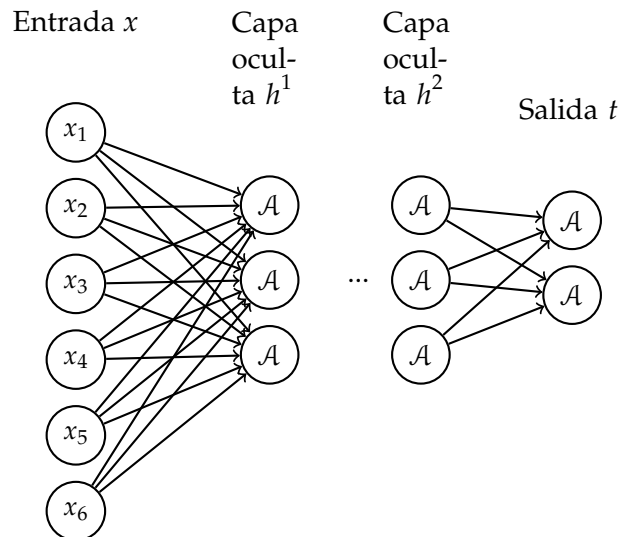 Entrada x
Capa
ocul-
ta h¹
Capa
ocul-
ta h²
Salida t
x₁
x₂
x₃
x₄
x₅
x₆
𝒜
𝒜
𝒜
...
𝒜
𝒜
𝒜
𝒜
𝒜